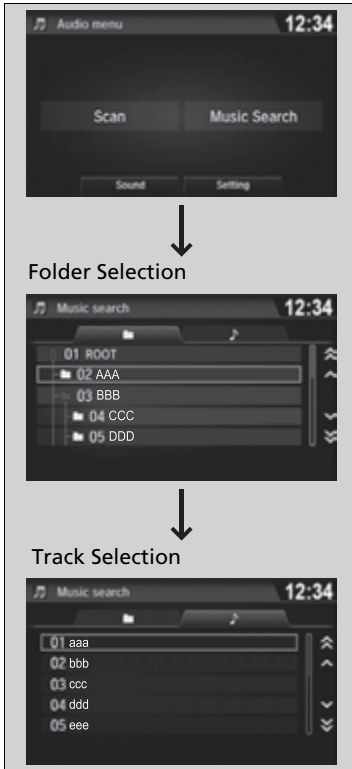 Audio menu 12:34
Scan Music Search
Sound Setting
Folder Selection
Music search 12:34
01 ROOT
02 AAA
03 BBB
04 CCC
05 DDD
Track Selection
Music search 12:34
01 aaa
02 bbb
03 ccc
04 ddd
05 eee